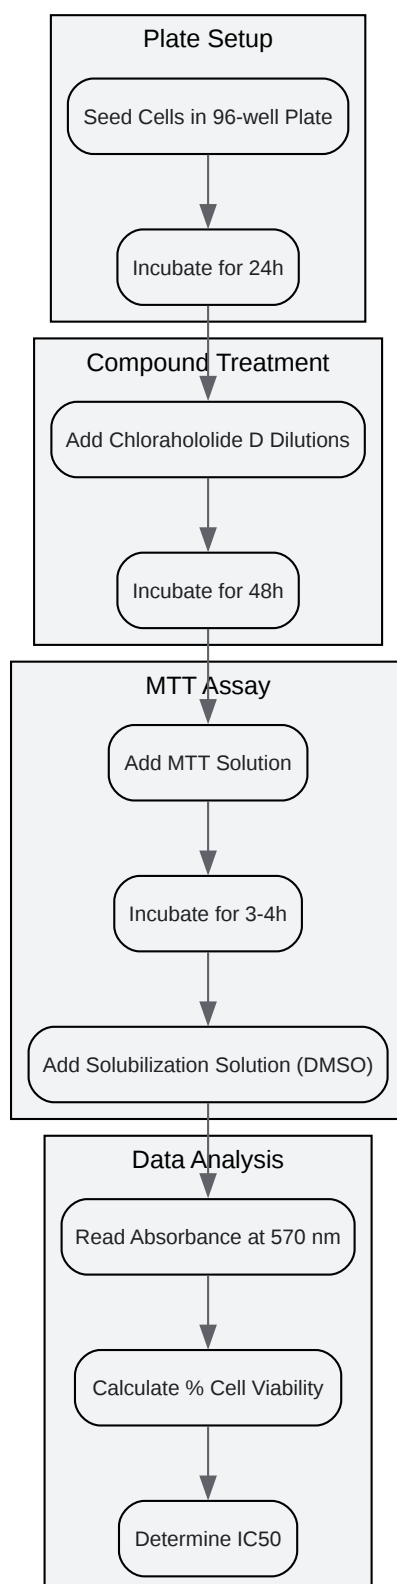 Plate Setup
Seed Cells in 96-well Plate
Incubate for 24h
Compound Treatment
Add Chlorahololide D Dilutions
Incubate for 48h
MTT Assay
Add MTT Solution
Incubate for 3-4h
Add Solubilization Solution (DMSO)
Data Analysis
Read Absorbance at 570 nm
Calculate % Cell Viability
Determine IC50